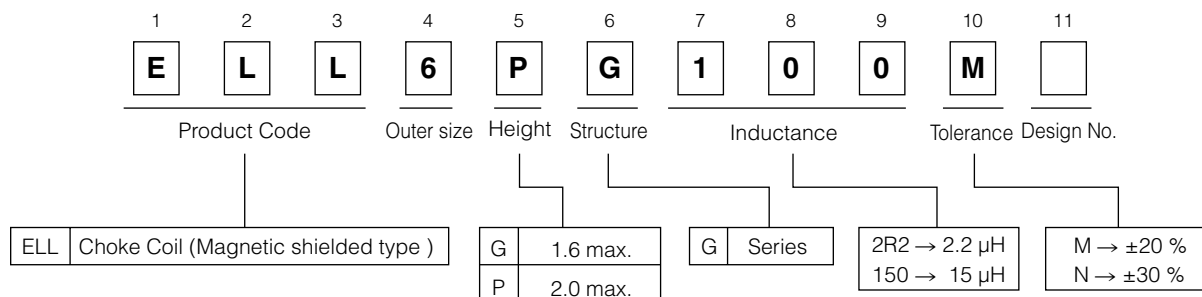 1 2 3 4 5 6 7 8 9 10 11
E L L 6 P G 1 0 0 M
Product Code Outer size Height Structure Inductance Tolerance Design No.
ELL Choke Coil (Magnetic shielded type )
G 1.6 max.
P 2.0 max.
G Series
2R2 → 2.2 µH
150 → 15 µH
M → ±20 %
N → ±30 %